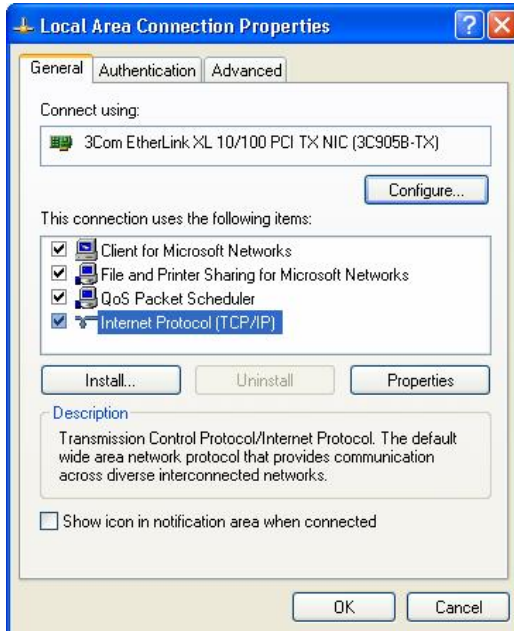 Local Area Connection Properties
General Authentication Advanced
Connect using:
3Com EtherLink XL 10/100 PCI TX NIC (3C905B-TX)
Configure...
This connection uses the following items:
Client for Microsoft Networks
File and Printer Sharing for Microsoft Networks
QoS Packet Scheduler
Internet Protocol (TCP/IP)
Install... Uninstall Properties
Description
Transmission Control Protocol/Internet Protocol. The default
wide area network protocol that provides communication
across diverse interconnected networks.
Show icon in notification area when connected
OK Cancel